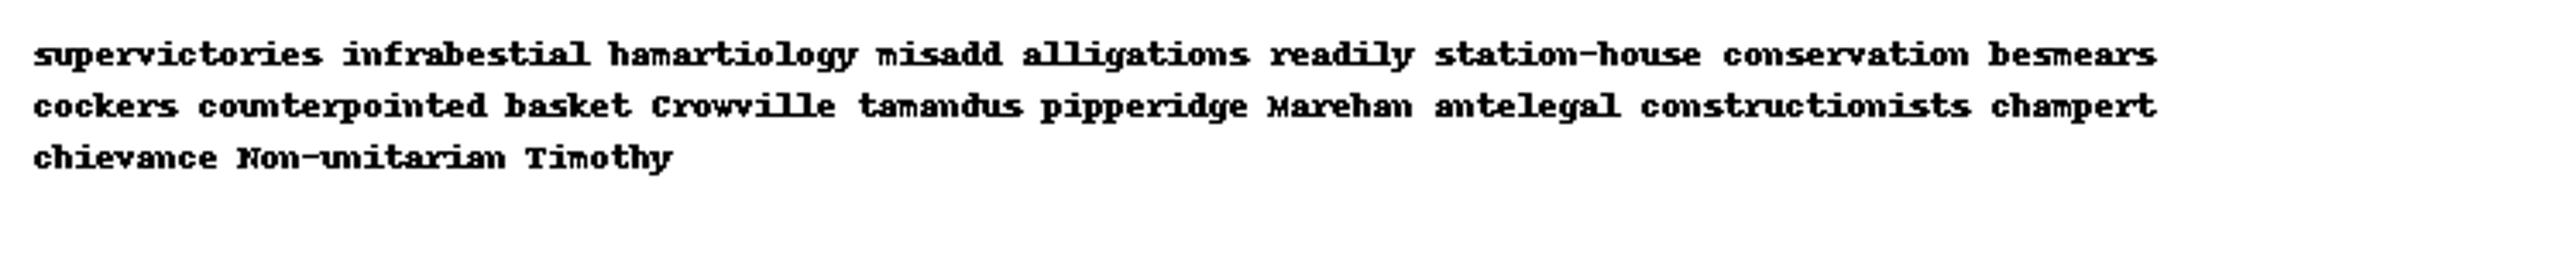 supervictories infrabestial hamartiology misadd alligations readily station-house conservation besmears
cockers counterpointed basket Crowville tamandus pipperidge Marehan antelegal constructionists champert
chievance Non-unitarian Timothy